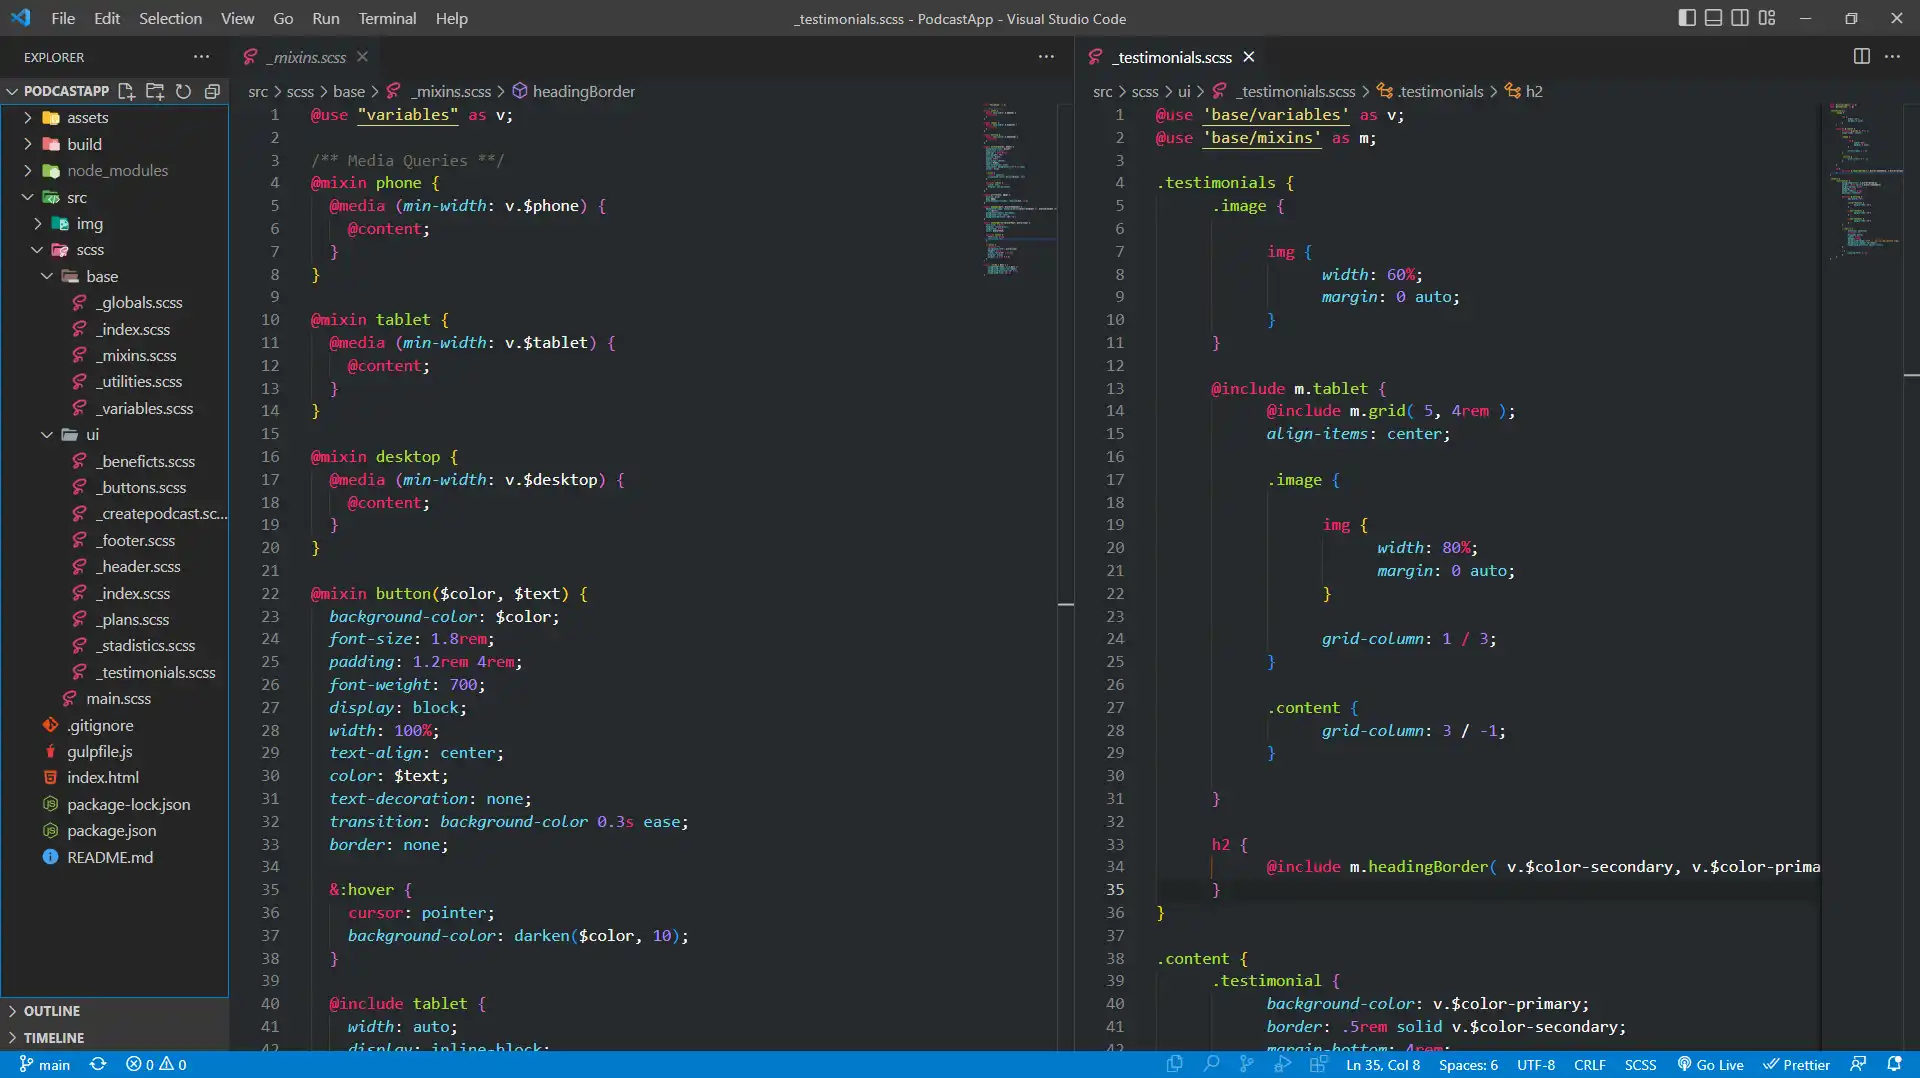 File Edit Selection View Go Run Terminal Help
_testimonials.scss - PodcastApp - Visual Studio Code
EXPLORER
PODCASTAPP
assets
build
node_modules
src
img
scss
base
_globals.scss
_index.scss
_mixins.scss
_utilities.scss
_variables.scss
ui
_beneficts.scss
_buttons.scss
_createpodcast.sc...
_footer.scss
_header.scss
_index.scss
_plans.scss
_stadistics.scss
_testimonials.scss
main.scss
.gitignore
gulpfile.js
index.html
package-lock.json
package.json
README.md
OUTLINE
TIMELINE
_mixins.scss
src > scss > base > _mixins.scss > headingBorder
1 @use "variables" as v;
2
3 /** Media Queries **/
4 @mixin phone {
5 @media (min-width: v.$phone) {
6 @content;
7 }
8 }
9
10 @mixin tablet {
11 @media (min-width: v.$tablet) {
12 @content;
13 }
14 }
15
16 @mixin desktop {
17 @media (min-width: v.$desktop) {
18 @content;
19 }
20 }
21
22 @mixin button($color, $text) {
23 background-color: $color;
24 font-size: 1.8rem;
25 padding: 1.2rem 4rem;
26 font-weight: 700;
27 display: block;
28 width: 100%;
29 text-align: center;
30 color: $text;
31 text-decoration: none;
32 transition: background-color 0.3s ease;
33 border: none;
34
35 &:hover {
36 cursor: pointer;
37 background-color: darken($color, 10);
38 }
39
40 @include tablet {
41 width: auto;
42 display: inline-block;
_testimonials.scss
src > scss > ui > _testimonials.scss > .testimonials > h2
1 @use 'base/variables' as v;
2 @use 'base/mixins' as m;
3
4 .testimonials {
5 .image {
6
7 img {
8 width: 60%;
9 margin: 0 auto;
10 }
11 }
12
13 @include m.tablet {
14 @include m.grid( 5, 4rem );
15 align-items: center;
16
17 .image {
18
19 img {
20 width: 80%;
21 margin: 0 auto;
22 }
23
24 grid-column: 1 / 3;
25 }
26
27 .content {
28 grid-column: 3 / -1;
29 }
30
31 }
32
33 h2 {
34 @include m.headingBorder( v.$color-secondary, v.$color-prima
35 }
36 }
37
38 .content {
39 .testimonial {
40 background-color: v.$color-primary;
41 border: .5rem solid v.$color-secondary;
42 margin-bottom: 4rem;
main 0 0 Ln 35, Col 8 Spaces: 6 UTF-8 CRLF SCSS Go Live Prettier